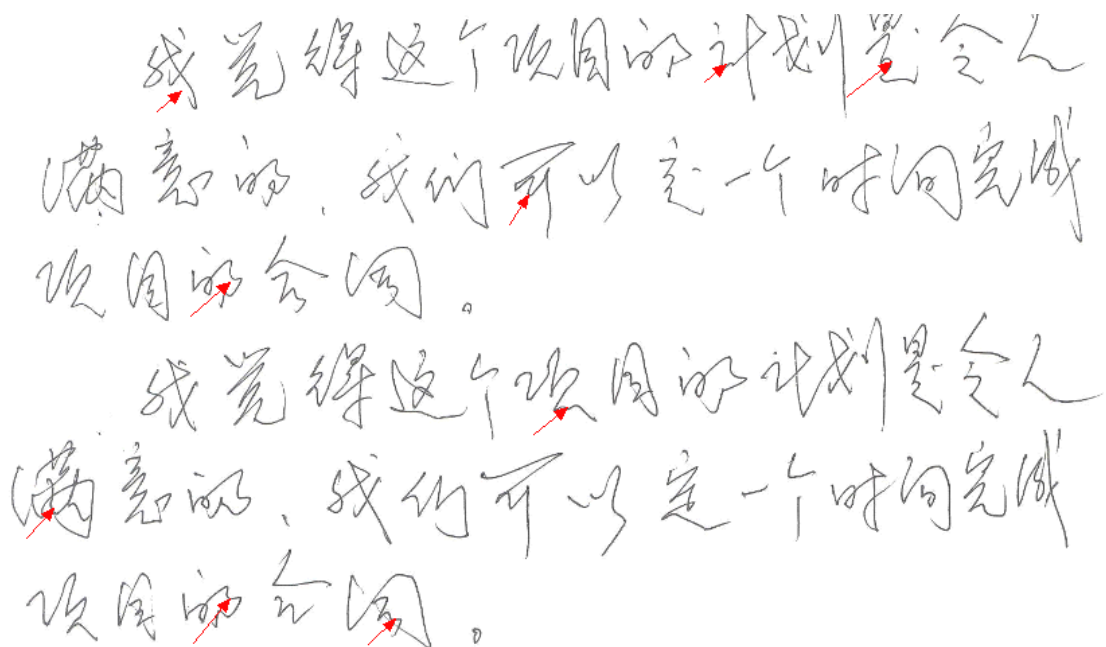 我觉得这个项目的计划是令人
满意的,我们可以定一个时间完成
项目的合同。
我觉得这个项目的计划是令人
满意的、我们可以定一个时间完成
项目的合同。